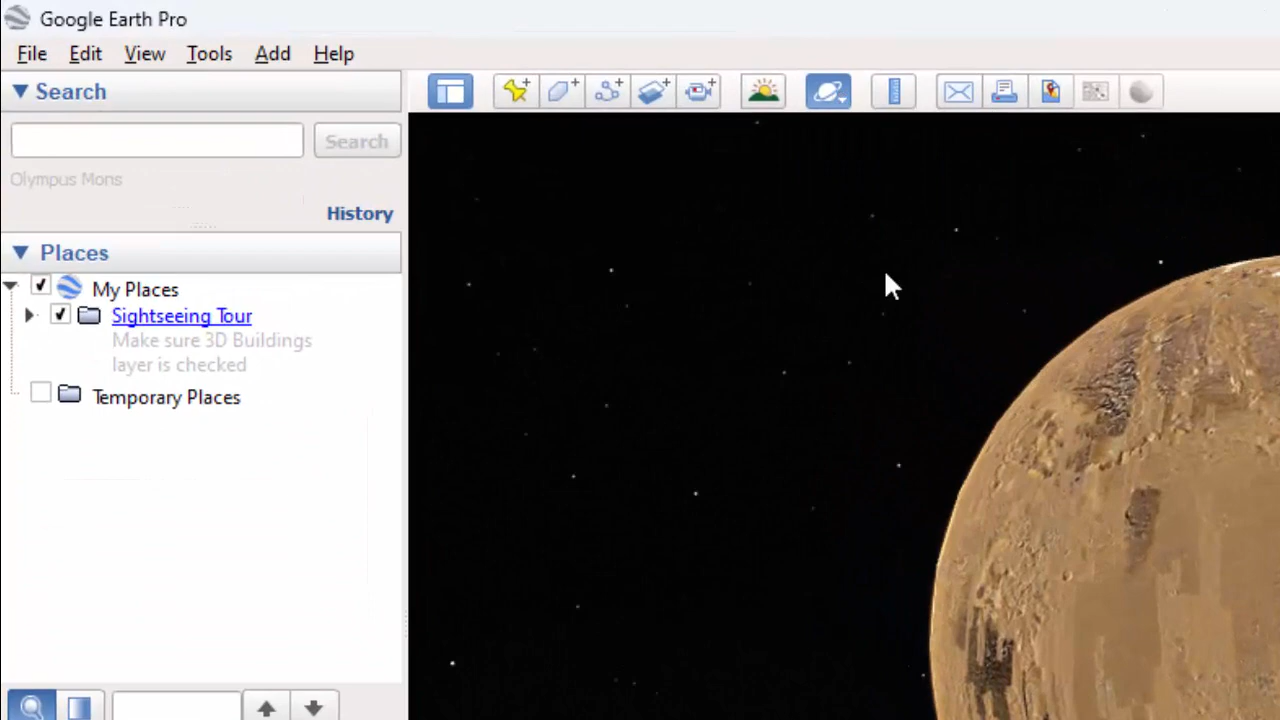 Google Earth Pro
File Edit View Tools Add Help
Search
Search
Olympus Mons
History
Places
My Places
Sightseeing Tour
Make sure 3D Buildings
layer is checked
Temporary Places